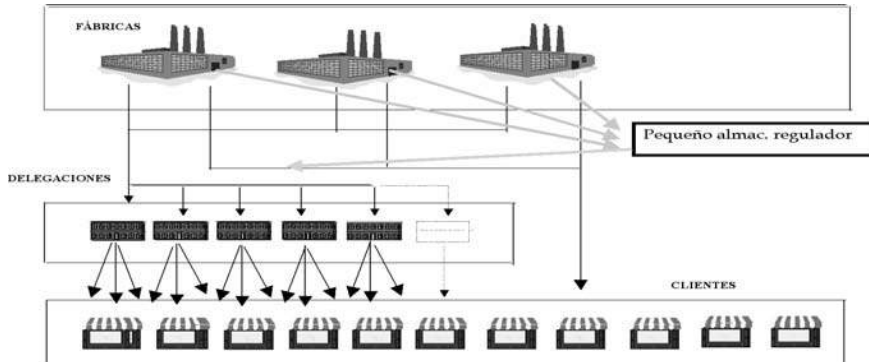 FÁBRICAS
Pequeño almac. regulador
DELEGACIONES
CLIENTES